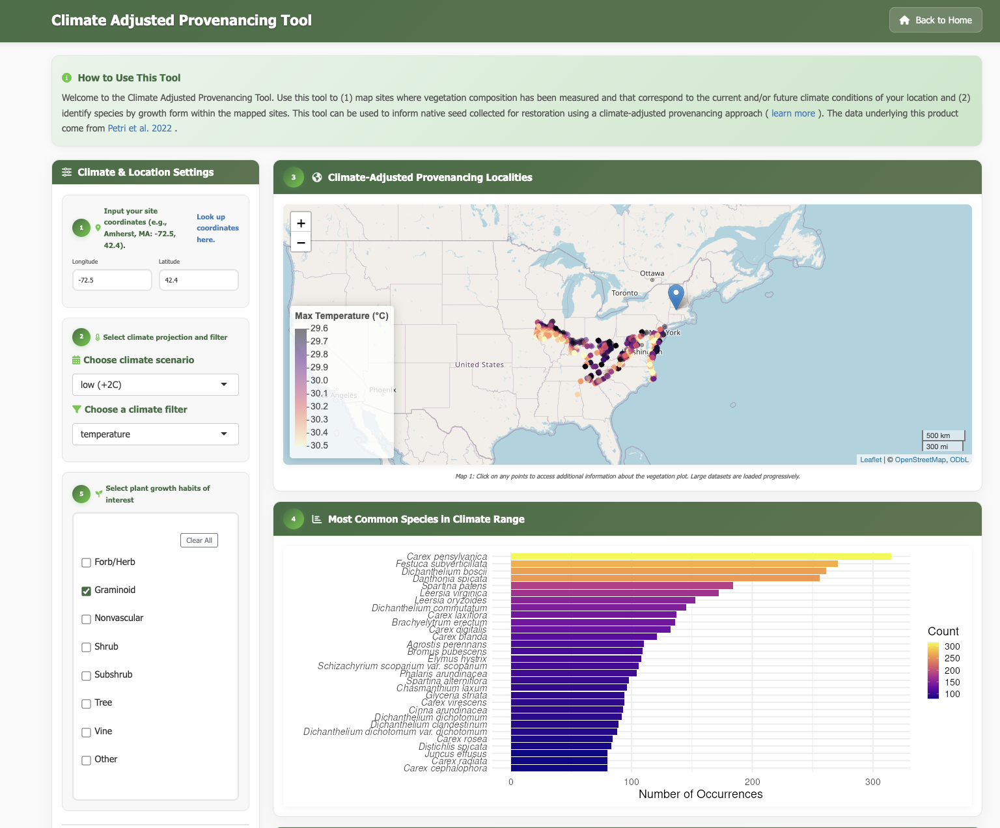 Climate Adjusted Provenancing Tool
Back to Home
How to Use This Tool
Welcome to the Climate Adjusted Provenancing Tool. Use this tool to (1) map sites where vegetation composition has been measured and that correspond to the current and/or future climate conditions of your location and (2)
identify species by growth form within the mapped sites. This tool can be used to inform native seed collected for restoration using a climate-adjusted provenancing approach ( learn more ). The data underlying this product
come from Petri et al. 2022 .
Climate & Location Settings
1
Input your site
coordinates (e.g.,
Amherst, MA: -72.5,
42.4).
Look up
coordinates
here.
Longitude
Latitude
-72.5
42.4
2
Select climate projection and filter
Choose climate scenario
low (+2C)
Choose a climate filter
temperature
5
Select plant growth habits of
interest
Clear All
Forb/Herb
Graminoid
Nonvascular
Shrub
Subshrub
Tree
Vine
Other
3
Climate-Adjusted Provenancing Localities
+
−
Ottawa
Toronto
York
United States
Phoenix
Angeles
Max Temperature (°C)
29.6
29.7
29.8
29.9
30.0
30.1
30.2
30.3
30.4
30.5
500 km
300 mi
Leaflet | © OpenStreetMap, ODbL
Map 1: Click on any points to access additional information about the vegetation plot. Large datasets are loaded progressively.
4
Most Common Species in Climate Range
Carex pensylvanica
Festuca subverticillata
Dichanthelium boscii
Danthonia spicata
Spartina patens
Leersia virginica
Leersia oryzoides
Dichanthelium commutatum
Carex laxiflora
Brachyelytrum erectum
Carex digitalis
Carex blanda
Agrostis perennans
Bromus pubescens
Elymus hystrix
Schizachyrium scoparium var. scoparium
Phalaris arundinacea
Spartina alterniflora
Chasmanthium laxum
Glyceria striata
Carex virescens
Cinna arundinacea
Dichanthelium dichotomum
Dichanthelium clandestinum
Dichanthelium dichotomum var. dichotomum
Carex rosea
Distichlis spicata
Juncus effusus
Carex radiata
Carex cephalophora
0
100
200
300
Number of Occurrences
Count
300
250
200
150
100